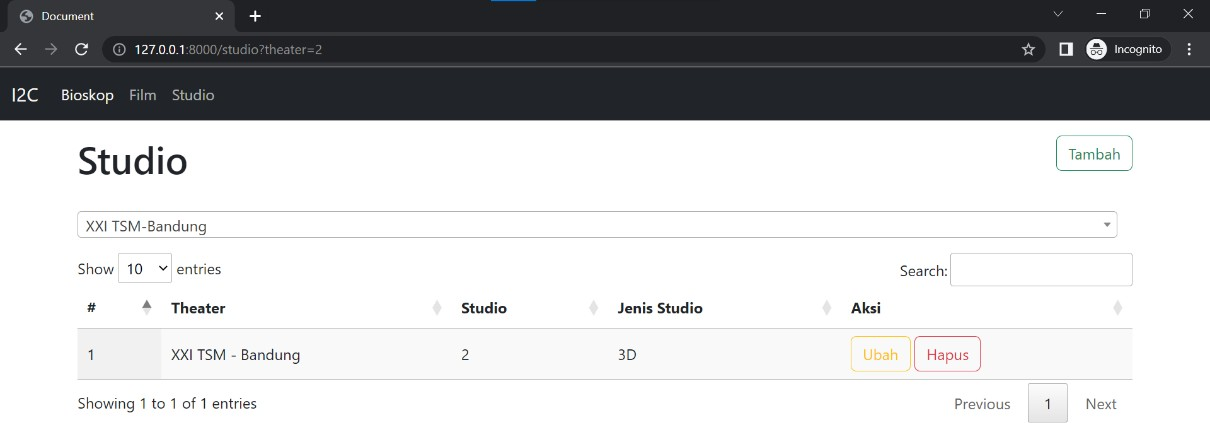 Document
127.0.0.1:8000/studio?theater=2
Incognito
I2C Bioskop Film Studio
Studio
Tambah
XXI TSM-Bandung
Show 10 entries
Search:
# Theater Studio Jenis Studio Aksi
1 XXI TSM - Bandung 2 3D Ubah Hapus
Showing 1 to 1 of 1 entries
Previous 1 Next